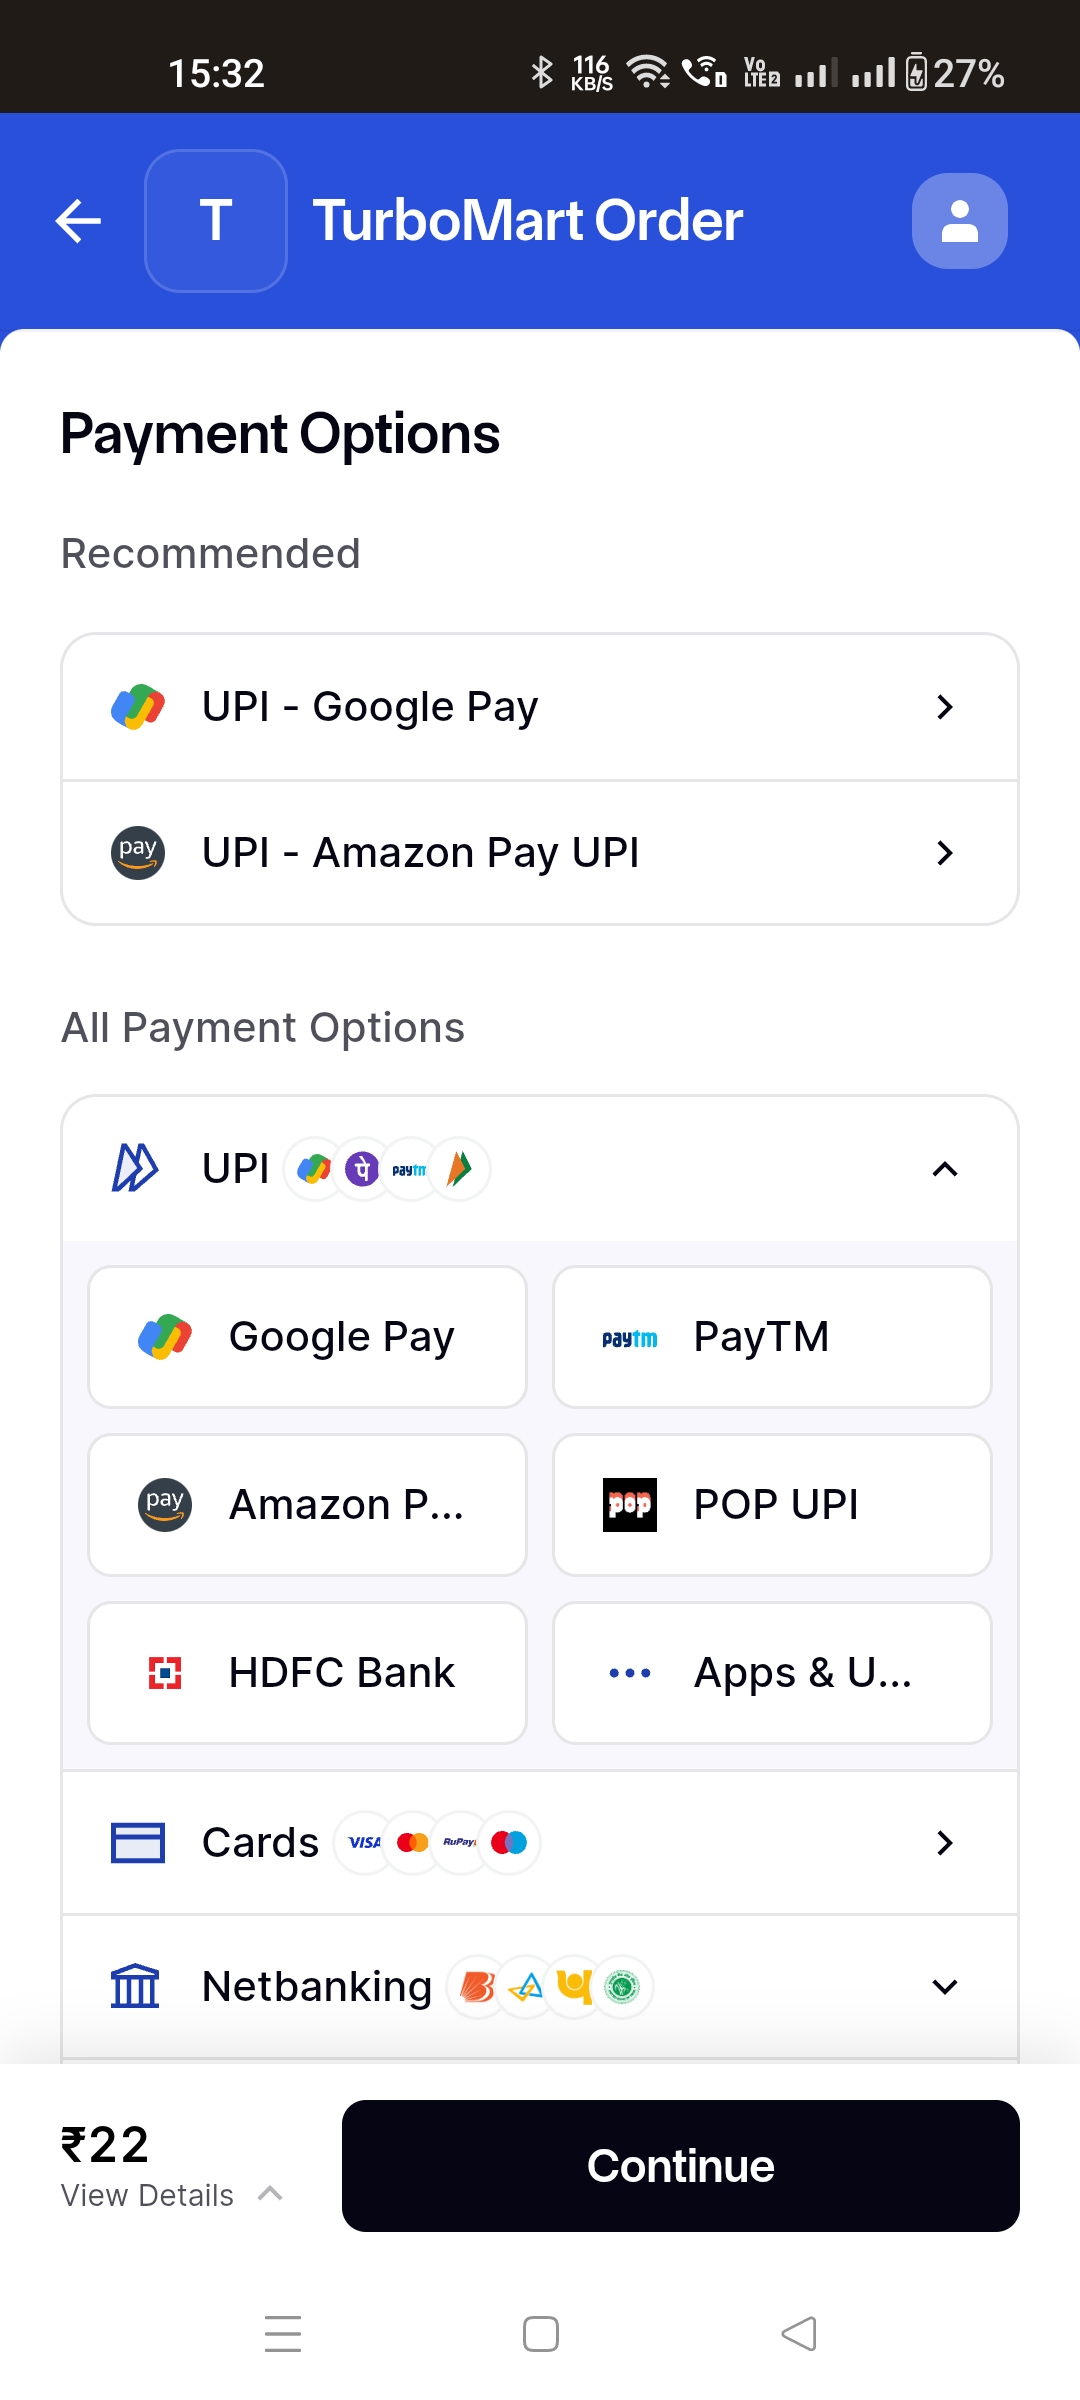 15:32
116
KB/S
Vo
LTE 2
27%
T
TurboMart Order
Payment Options
Recommended
UPI - Google Pay
pay
UPI - Amazon Pay UPI
All Payment Options
UPI
पे
paytm
Google Pay
paytm
PayTM
pay
Amazon P...
pop
POP UPI
HDFC Bank
Apps & U...
Cards
VISA
RuPay
Netbanking
₹22
View Details
Continue